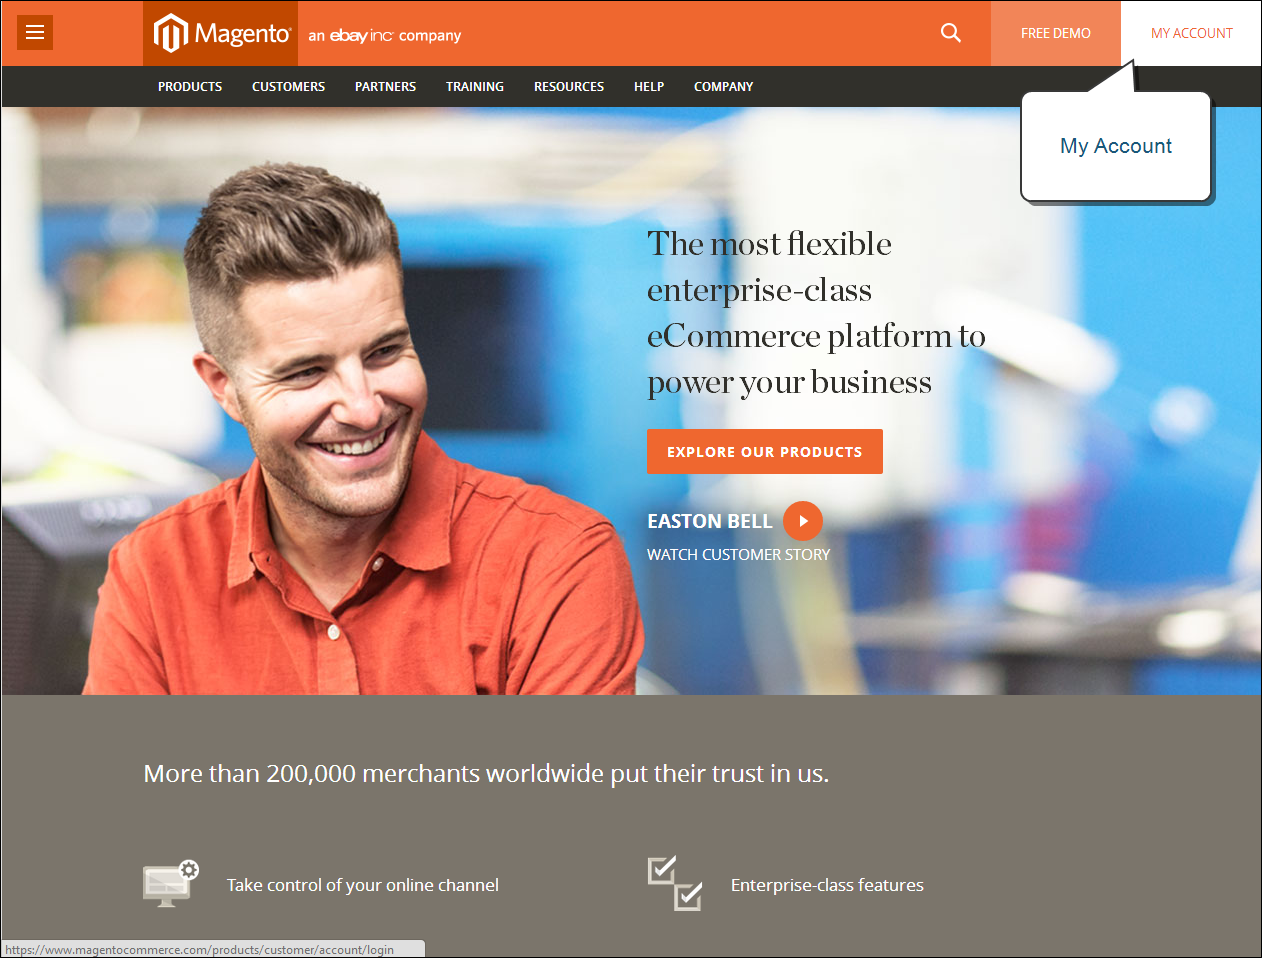 Magento®
an ebay inc company
FREE DEMO
MY ACCOUNT
PRODUCTS CUSTOMERS PARTNERS TRAINING RESOURCES HELP COMPANY
My Account
The most flexible
enterprise-class
eCommerce platform to
power your business
EXPLORE OUR PRODUCTS
EASTON BELL
WATCH CUSTOMER STORY
More than 200,000 merchants worldwide put their trust in us.
Take control of your online channel
Enterprise-class features
https://www.magentocommerce.com/products/customer/account/login